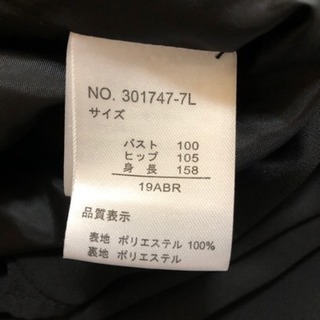 NO. 301747-7L
サイズ
バスト 100
ヒップ 105
身長 158
19ABR
品質表示
表地 ポリエステル 100%
裏地 ポリエステル